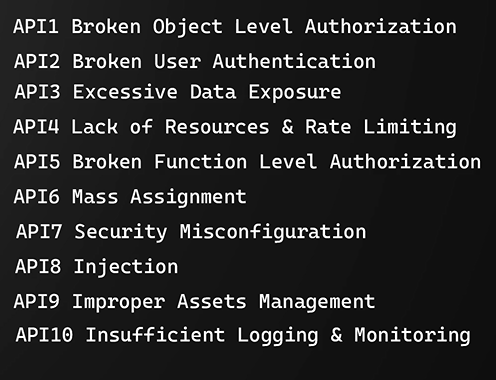 API1 Broken Object Level Authorization
API2 Broken User Authentication
API3 Excessive Data Exposure
API4 Lack of Resources & Rate Limiting
API5 Broken Function Level Authorization
API6 Mass Assignment
API7 Security Misconfiguration
API8 Injection
API9 Improper Assets Management
API10 Insufficient Logging & Monitoring